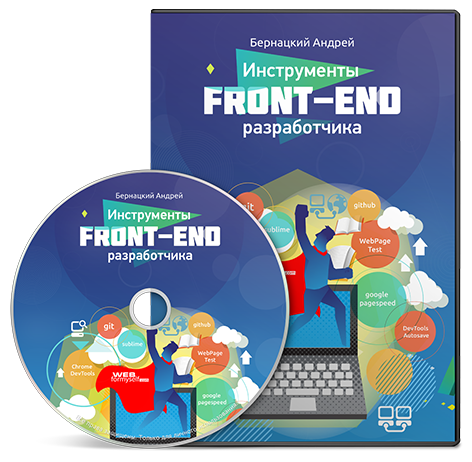 Бернацкий Андрей
Инструменты
FRONT-END
разработчика
git
github
sublime
WebPage
Test
google
pagespeed
DevTools
Autosave
Бернацкий Андрей
Инструменты
FRONT-END
разработчика
git
github
sublime
WebPage
Test
Chrome
DevTools
WEB
formyself
google
pagespeed